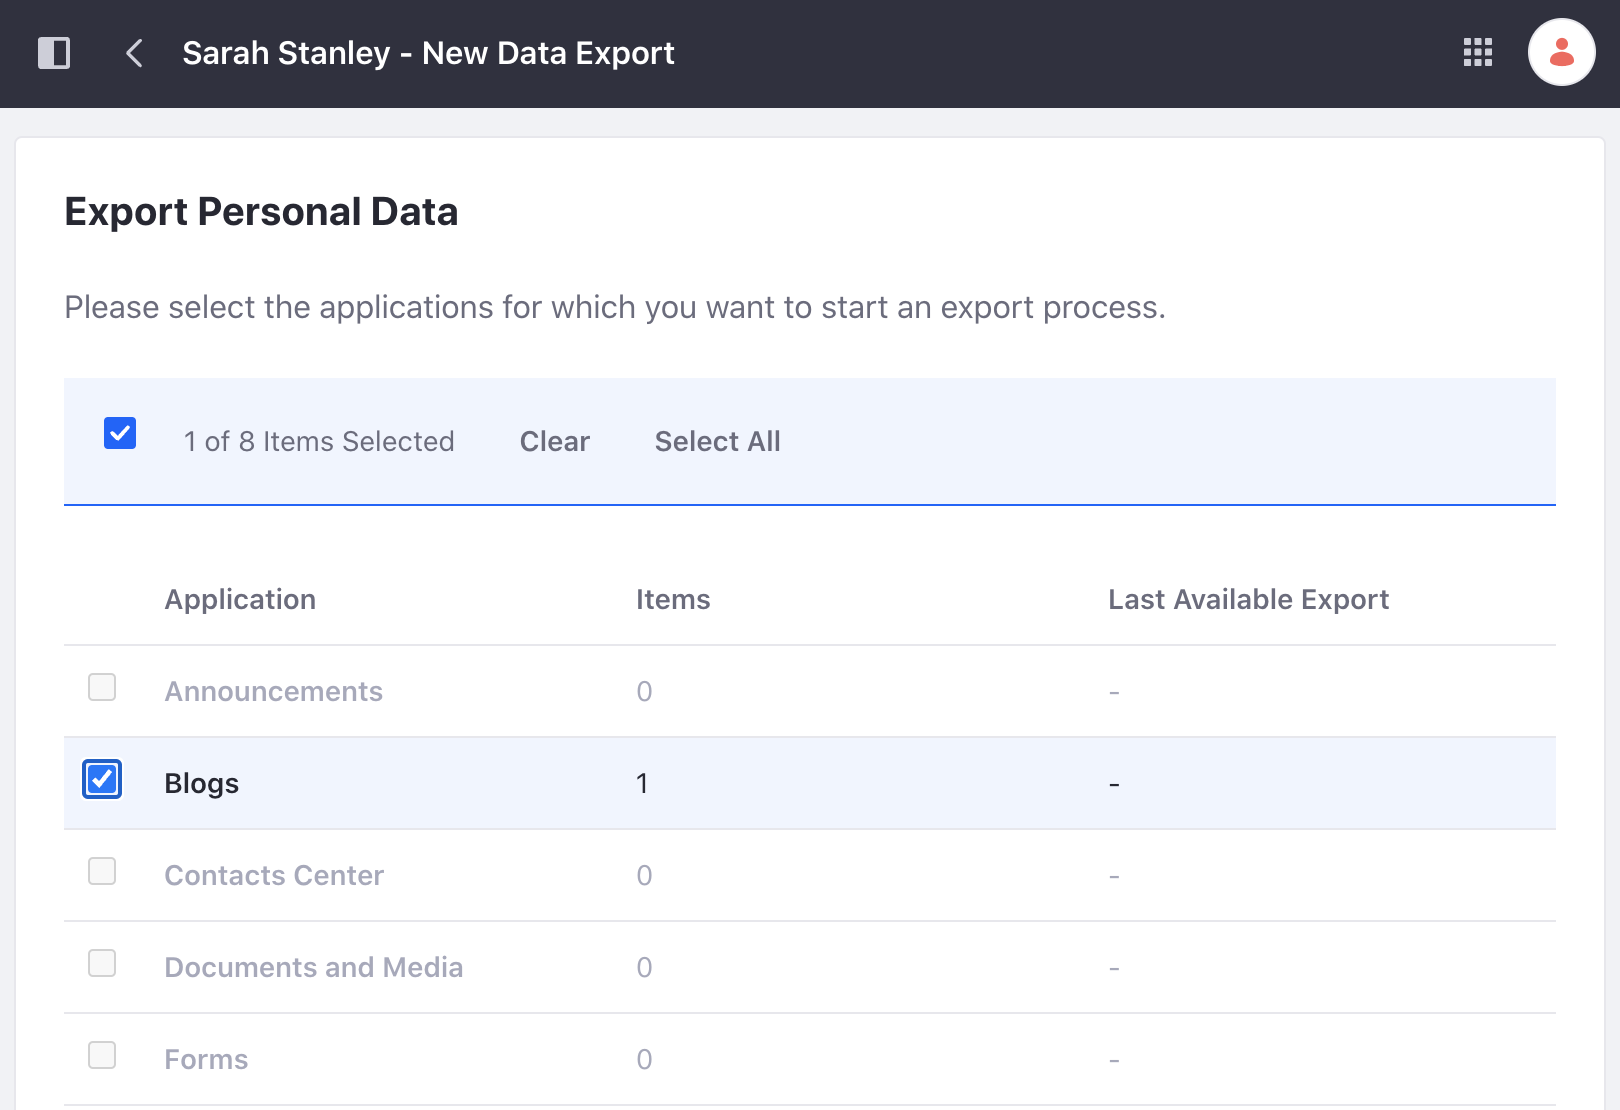 Sarah Stanley - New Data Export
Export Personal Data
Please select the applications for which you want to start an export process.
1 of 8 Items Selected Clear Select All
Application Items Last Available Export
Announcements 0 -
Blogs 1 -
Contacts Center 0 -
Documents and Media 0 -
Forms 0 -